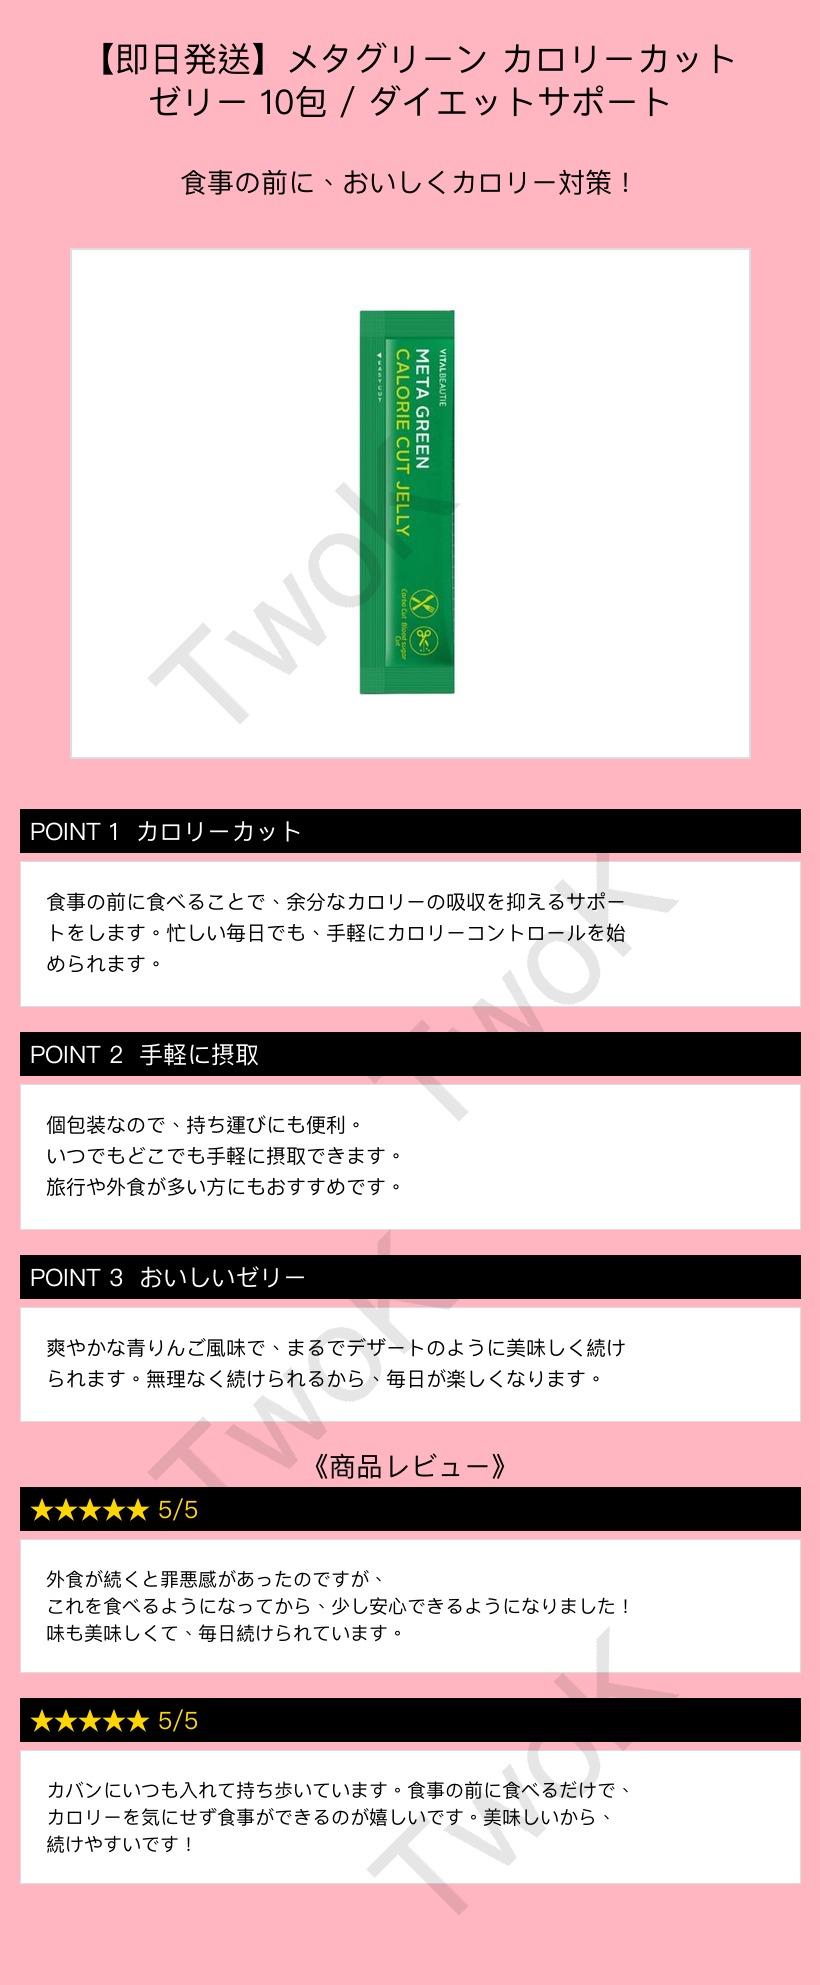 【即日発送】メタグリーン カロリーカット
ゼリー 10包 / ダイエットサポート
食事の前に、おいしくカロリー対策！
VITALBEAUTIE
META GREEN
CALORIE CUT JELLY
Carbo Cut
Blood sugar
Cut
TwoK
POINT 1 カロリーカット
食事の前に食べることで、余分なカロリーの吸収を抑えるサポー
トをします。忙しい毎日でも、手軽にカロリーコントロールを始
められます。
TwoK
POINT 2 手軽に摂取
個包装なので、持ち運びにも便利。
いつでもどこでも手軽に摂取できます。
旅行や外食が多い方にもおすすめです。
POINT 3 おいしいゼリー
爽やかな青りんご風味で、まるでデザートのように美味しく続け
られます。無理なく続けられるから、毎日が楽しくなります。
TwoK
《商品レビュー》
★★★★★ 5/5
外食が続くと罪悪感があったのですが、
これを食べるようになってから、少し安心できるようになりました！
味も美味しくて、毎日続けられています。
★★★★★ 5/5
カバンにいつも入れて持ち歩いています。食事の前に食べるだけで、
カロリーを気にせず食事ができるのが嬉しいです。美味しいから、
続けやすいです！
TwoK